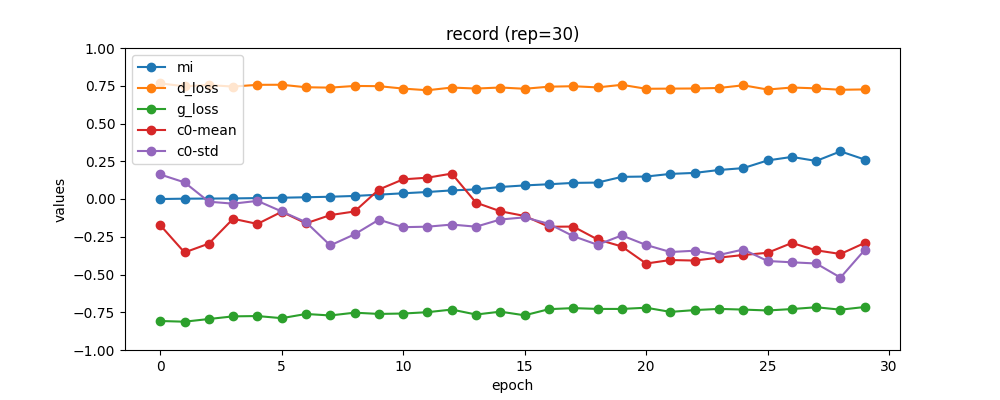 record (rep=30)
1.00
0.75
0.50
0.25
0.00
−0.25
−0.50
−0.75
−1.00
values
mi
d_loss
g_loss
c0-mean
c0-std
0
5
10
15
20
25
30
epoch